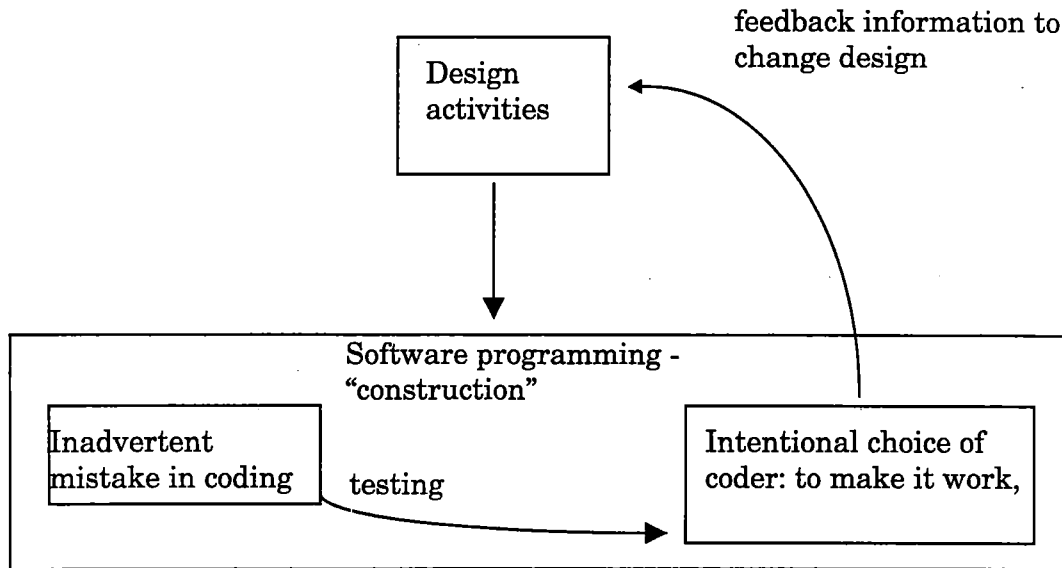 feedback information to
change design
Design
activities
Software programming -
“construction”
Inadvertent
mistake in coding
testing
Intentional choice of
coder: to make it work,